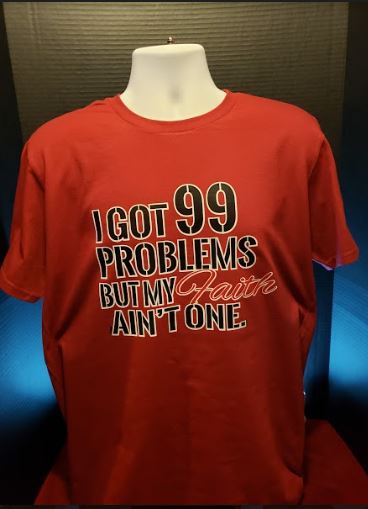 I GOT 99
PROBLEMS
BUT MY Faith
AIN'T ONE.